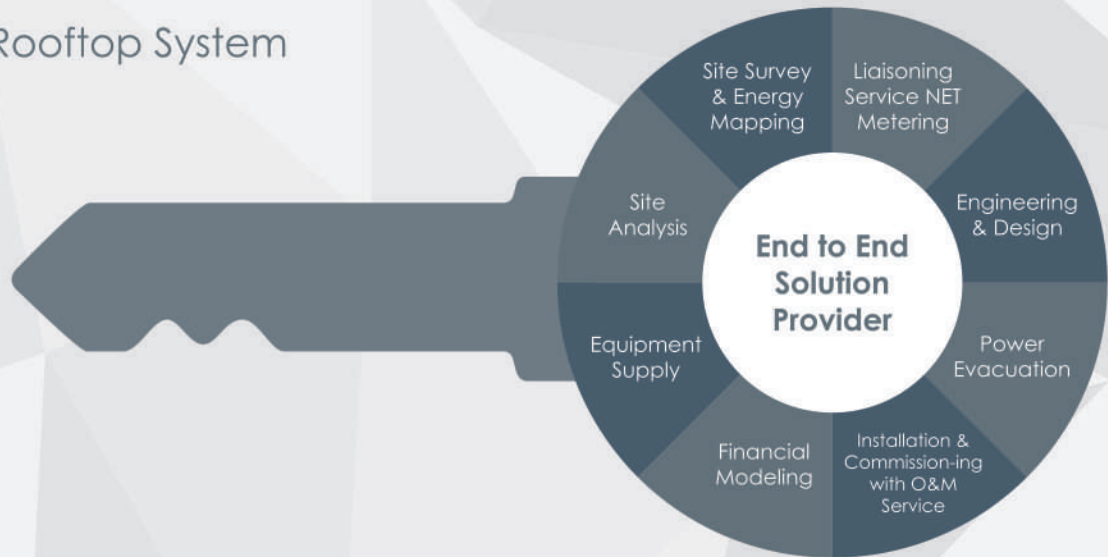 Rooftop System
Site Survey
& Energy
Mapping
Liaisoning
Service NET
Metering
Engineering
& Design
Power
Evacuation
Installation &
Commission-ing
with O&M
Service
Financial
Modeling
Equipment
Supply
Site
Analysis
End to End
Solution
Provider